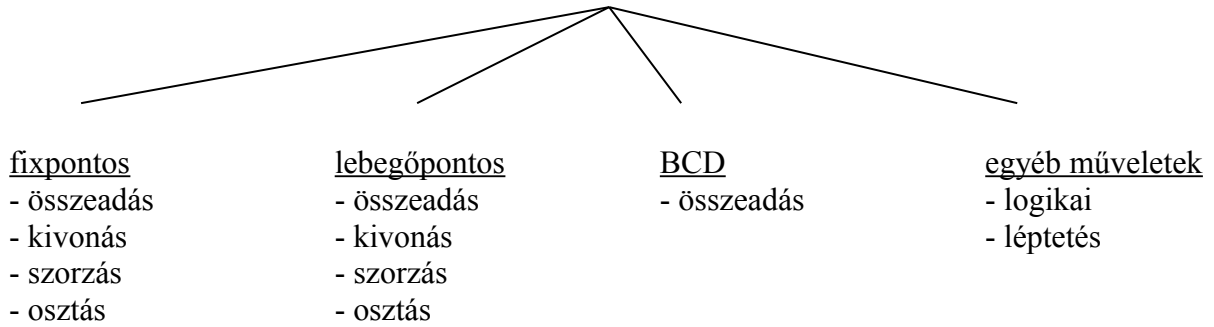 fixpontos
- összeadás
- kivonás
- szorzás
- osztás
lebegőpontos
- összeadás
- kivonás
- szorzás
- osztás
BCD
- összeadás
egyéb műveletek
- logikai
- léptetés